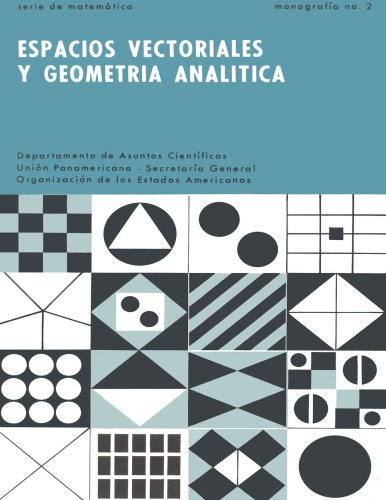 serie de matemática
monografía no. 2
ESPACIOS VECTORIALES
Y GEOMETRIA ANALITICA
Departamento de Asuntos Científicos
Unión Panamericana - Secretaría General
Organización de los Estados Americanos